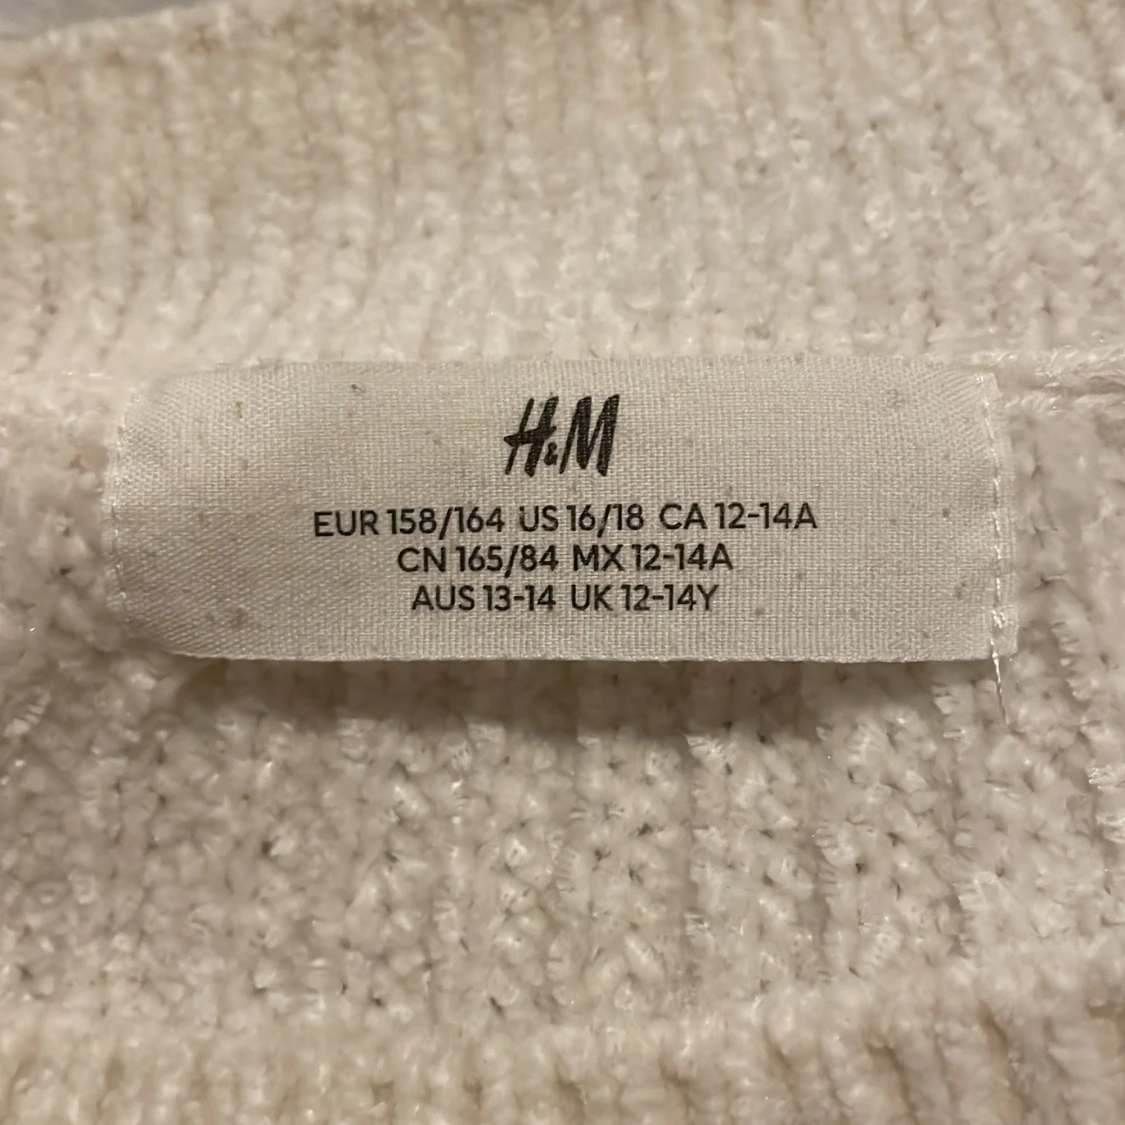 H&M
EUR 158/164 US 16/18 CA 12-14A
CN 165/84 MX 12-14A
AUS 13-14 UK 12-14Y